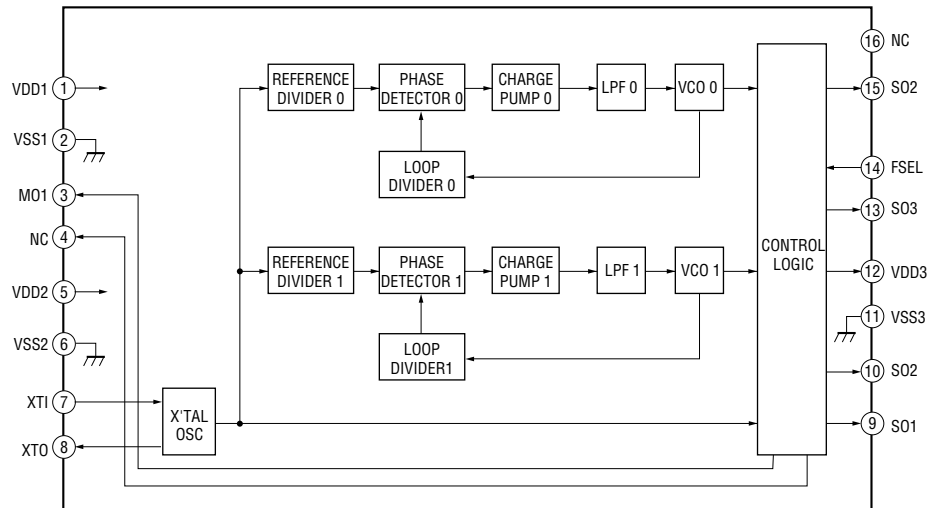 16 NC
REFERENCE
DIVIDER 0
PHASE
DETECTOR 0
CHARGE
PUMP 0
LPF 0
VCO 0
VDD1 1
15 SO2
VSS1 2
LOOP
DIVIDER 0
14 FSEL
MO1 3
13 SO3
NC 4
CONTROL
LOGIC
REFERENCE
DIVIDER 1
PHASE
DETECTOR 1
CHARGE
PUMP 1
LPF 1
VCO 1
12 VDD3
VDD2 5
11 VSS3
VSS2 6
LOOP
DIVIDER1
10 SO2
XTI 7
X'TAL
OSC
9 SO1
XTO 8